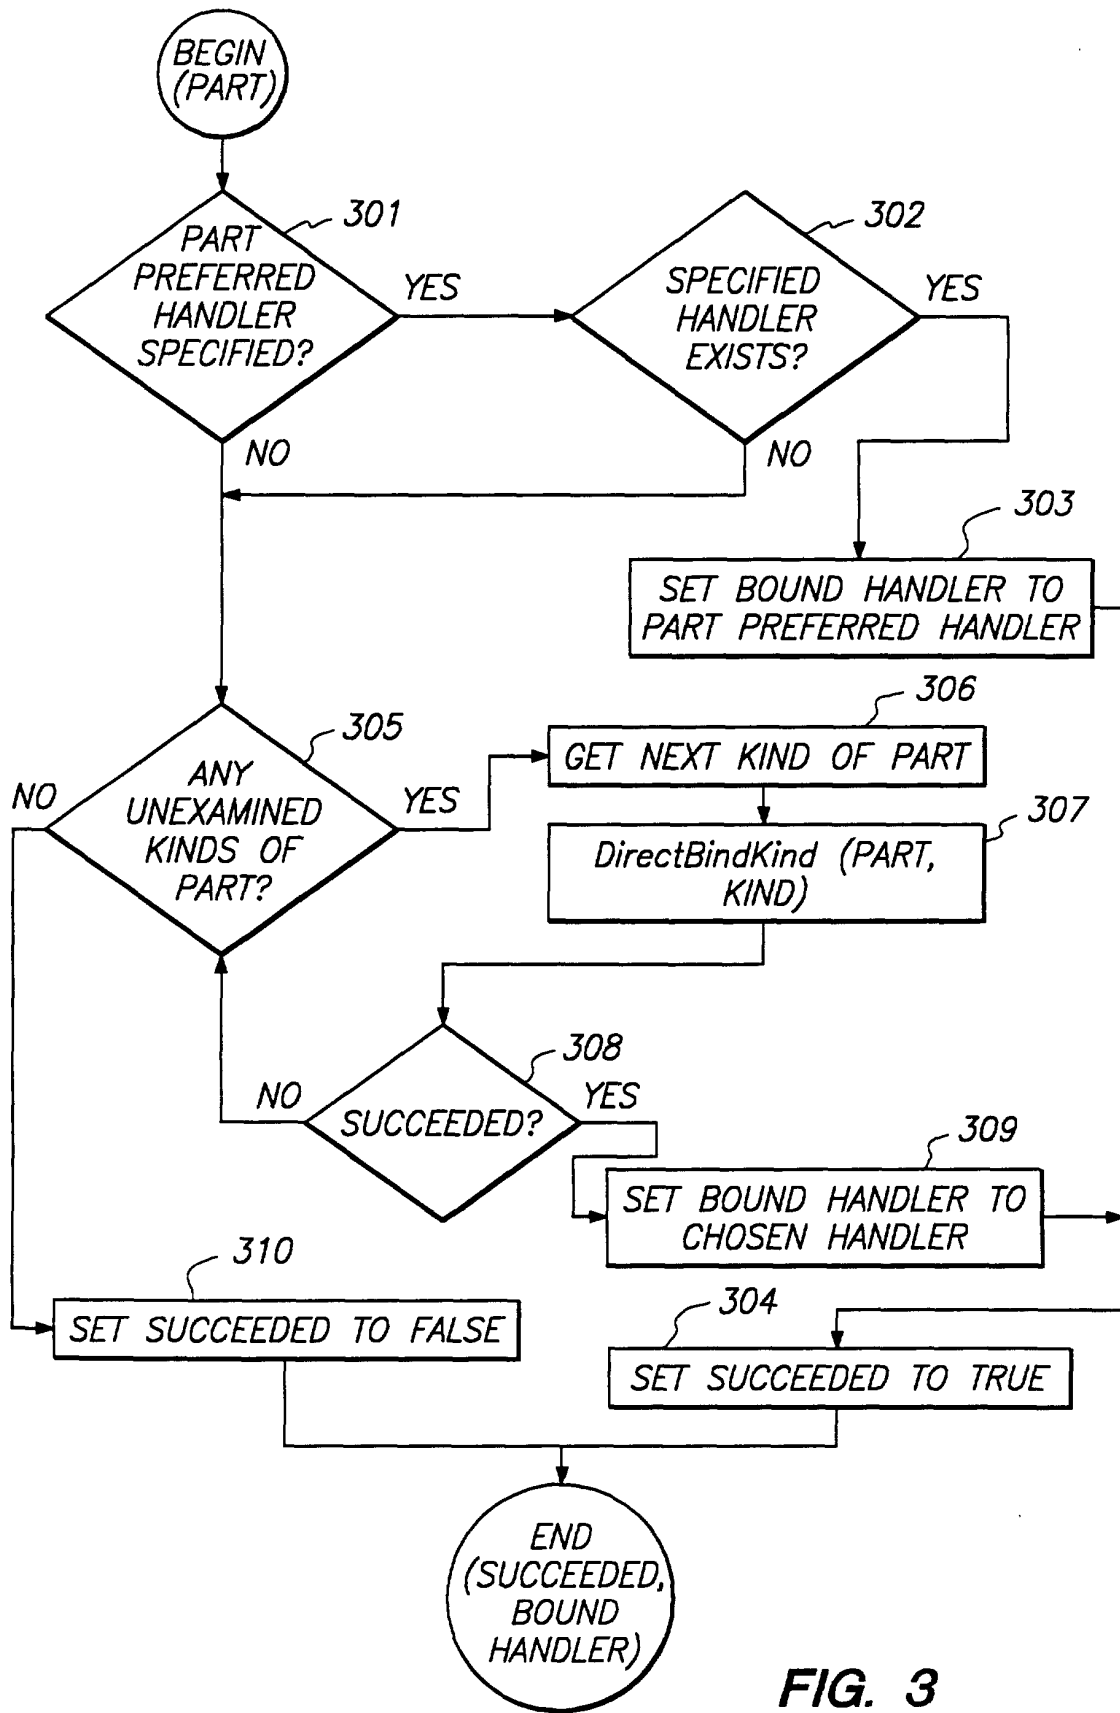 BEGIN
(PART)
301
PART
PREFERRED
HANDLER
SPECIFIED?
YES
NO
302
SPECIFIED
HANDLER
EXISTS?
YES
NO
303
SET BOUND HANDLER TO
PART PREFERRED HANDLER
305
ANY
UNEXAMINED
KINDS OF
PART?
NO
YES
306
GET NEXT KIND OF PART
307
DirectBindKind (PART,
KIND)
308
SUCCEEDED?
NO
YES
309
SET BOUND HANDLER TO
CHOSEN HANDLER
310
SET SUCCEEDED TO FALSE
304
SET SUCCEEDED TO TRUE
END
(SUCCEEDED,
BOUND
HANDLER)
FIG. 3